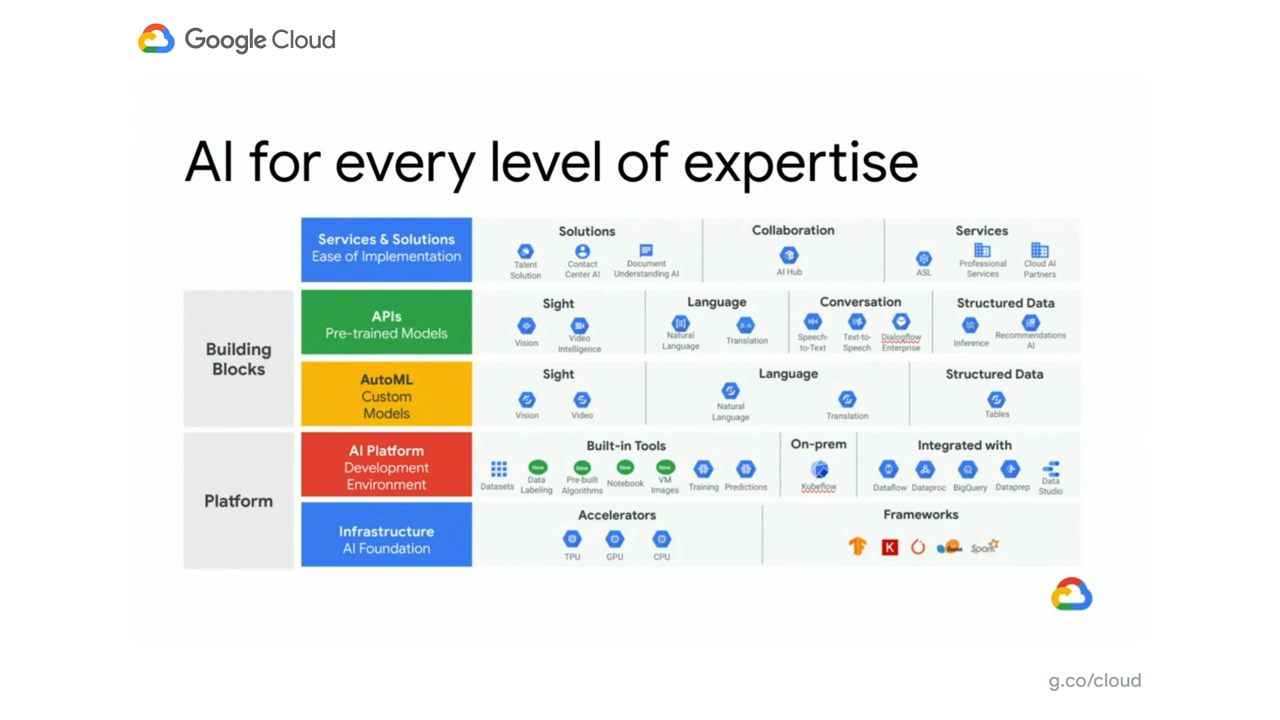 Google Cloud
AI for every level of expertise
Services & Solutions
Ease of Implementation
Solutions
Talent
Solution
Contact
Center AI
Document
Understanding AI
Collaboration
AI Hub
Services
ASL
Professional
Services
Cloud AI
Partners
Building
Blocks
APIs
Pre-trained Models
Sight
Vision
Video
Intelligence
Language
Natural
Language
Translation
Conversation
Speech-
to-Text
Text-to-
Speech
Dialogflow
Enterprise
Structured Data
Inference
Recommendations
AI
AutoML
Custom
Models
Sight
Vision
Video
Language
Natural
Language
Translation
Structured Data
Tables
Platform
AI Platform
Development
Environment
Built-in Tools
Datasets
New
Data
Labeling
New
Pre-built
Algorithms
New
Notebook
New
VM
Images
Training
Predictions
On-prem
Kubeflow
Integrated with
Dataflow
Dataproc
BigQuery
Dataprep
Data
Studio
Infrastructure
AI Foundation
Accelerators
TPU
GPU
CPU
Frameworks
K
Spark
g.co/cloud